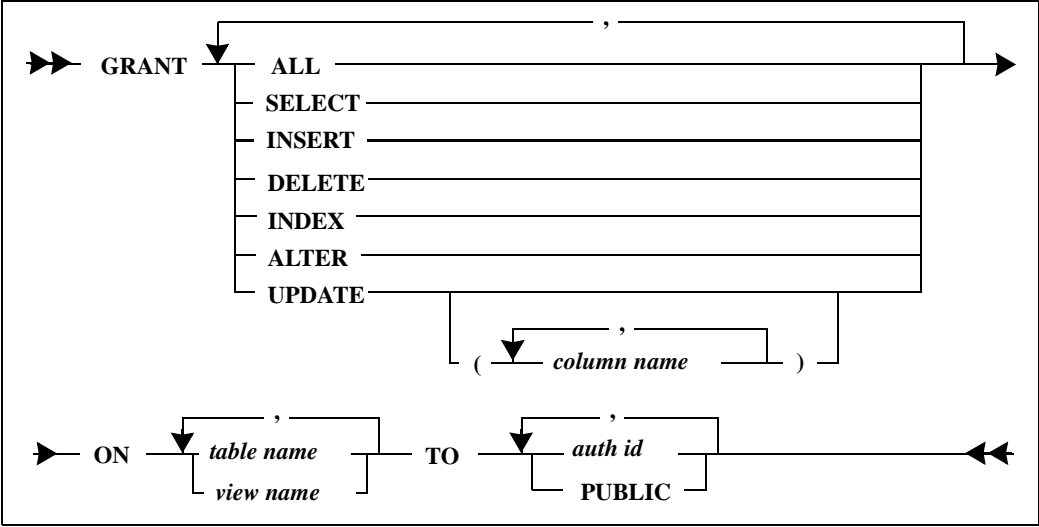 ,
GRANT ALL
SELECT
INSERT
DELETE
INDEX
ALTER
UPDATE
,
( column name )
, ,
ON table name TO auth id
view name PUBLIC